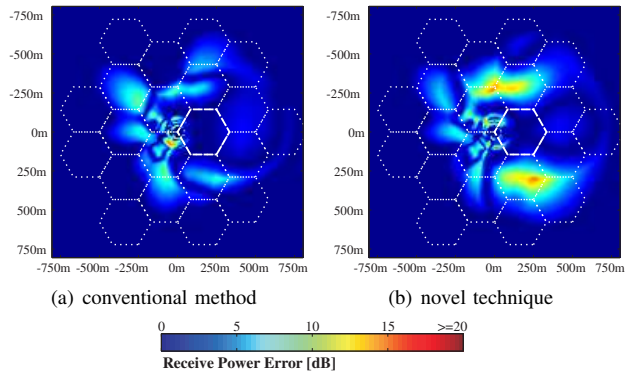 -750m
-500m
-250m
0m
250m
500m
750m
-750m -500m -250m 0m 250m 500m 750m
(a) conventional method
-750m
-500m
-250m
0m
250m
500m
750m
-750m -500m -250m 0m 250m 500m 750m
(b) novel technique
0 5 10 15 >=20
Receive Power Error [dB]